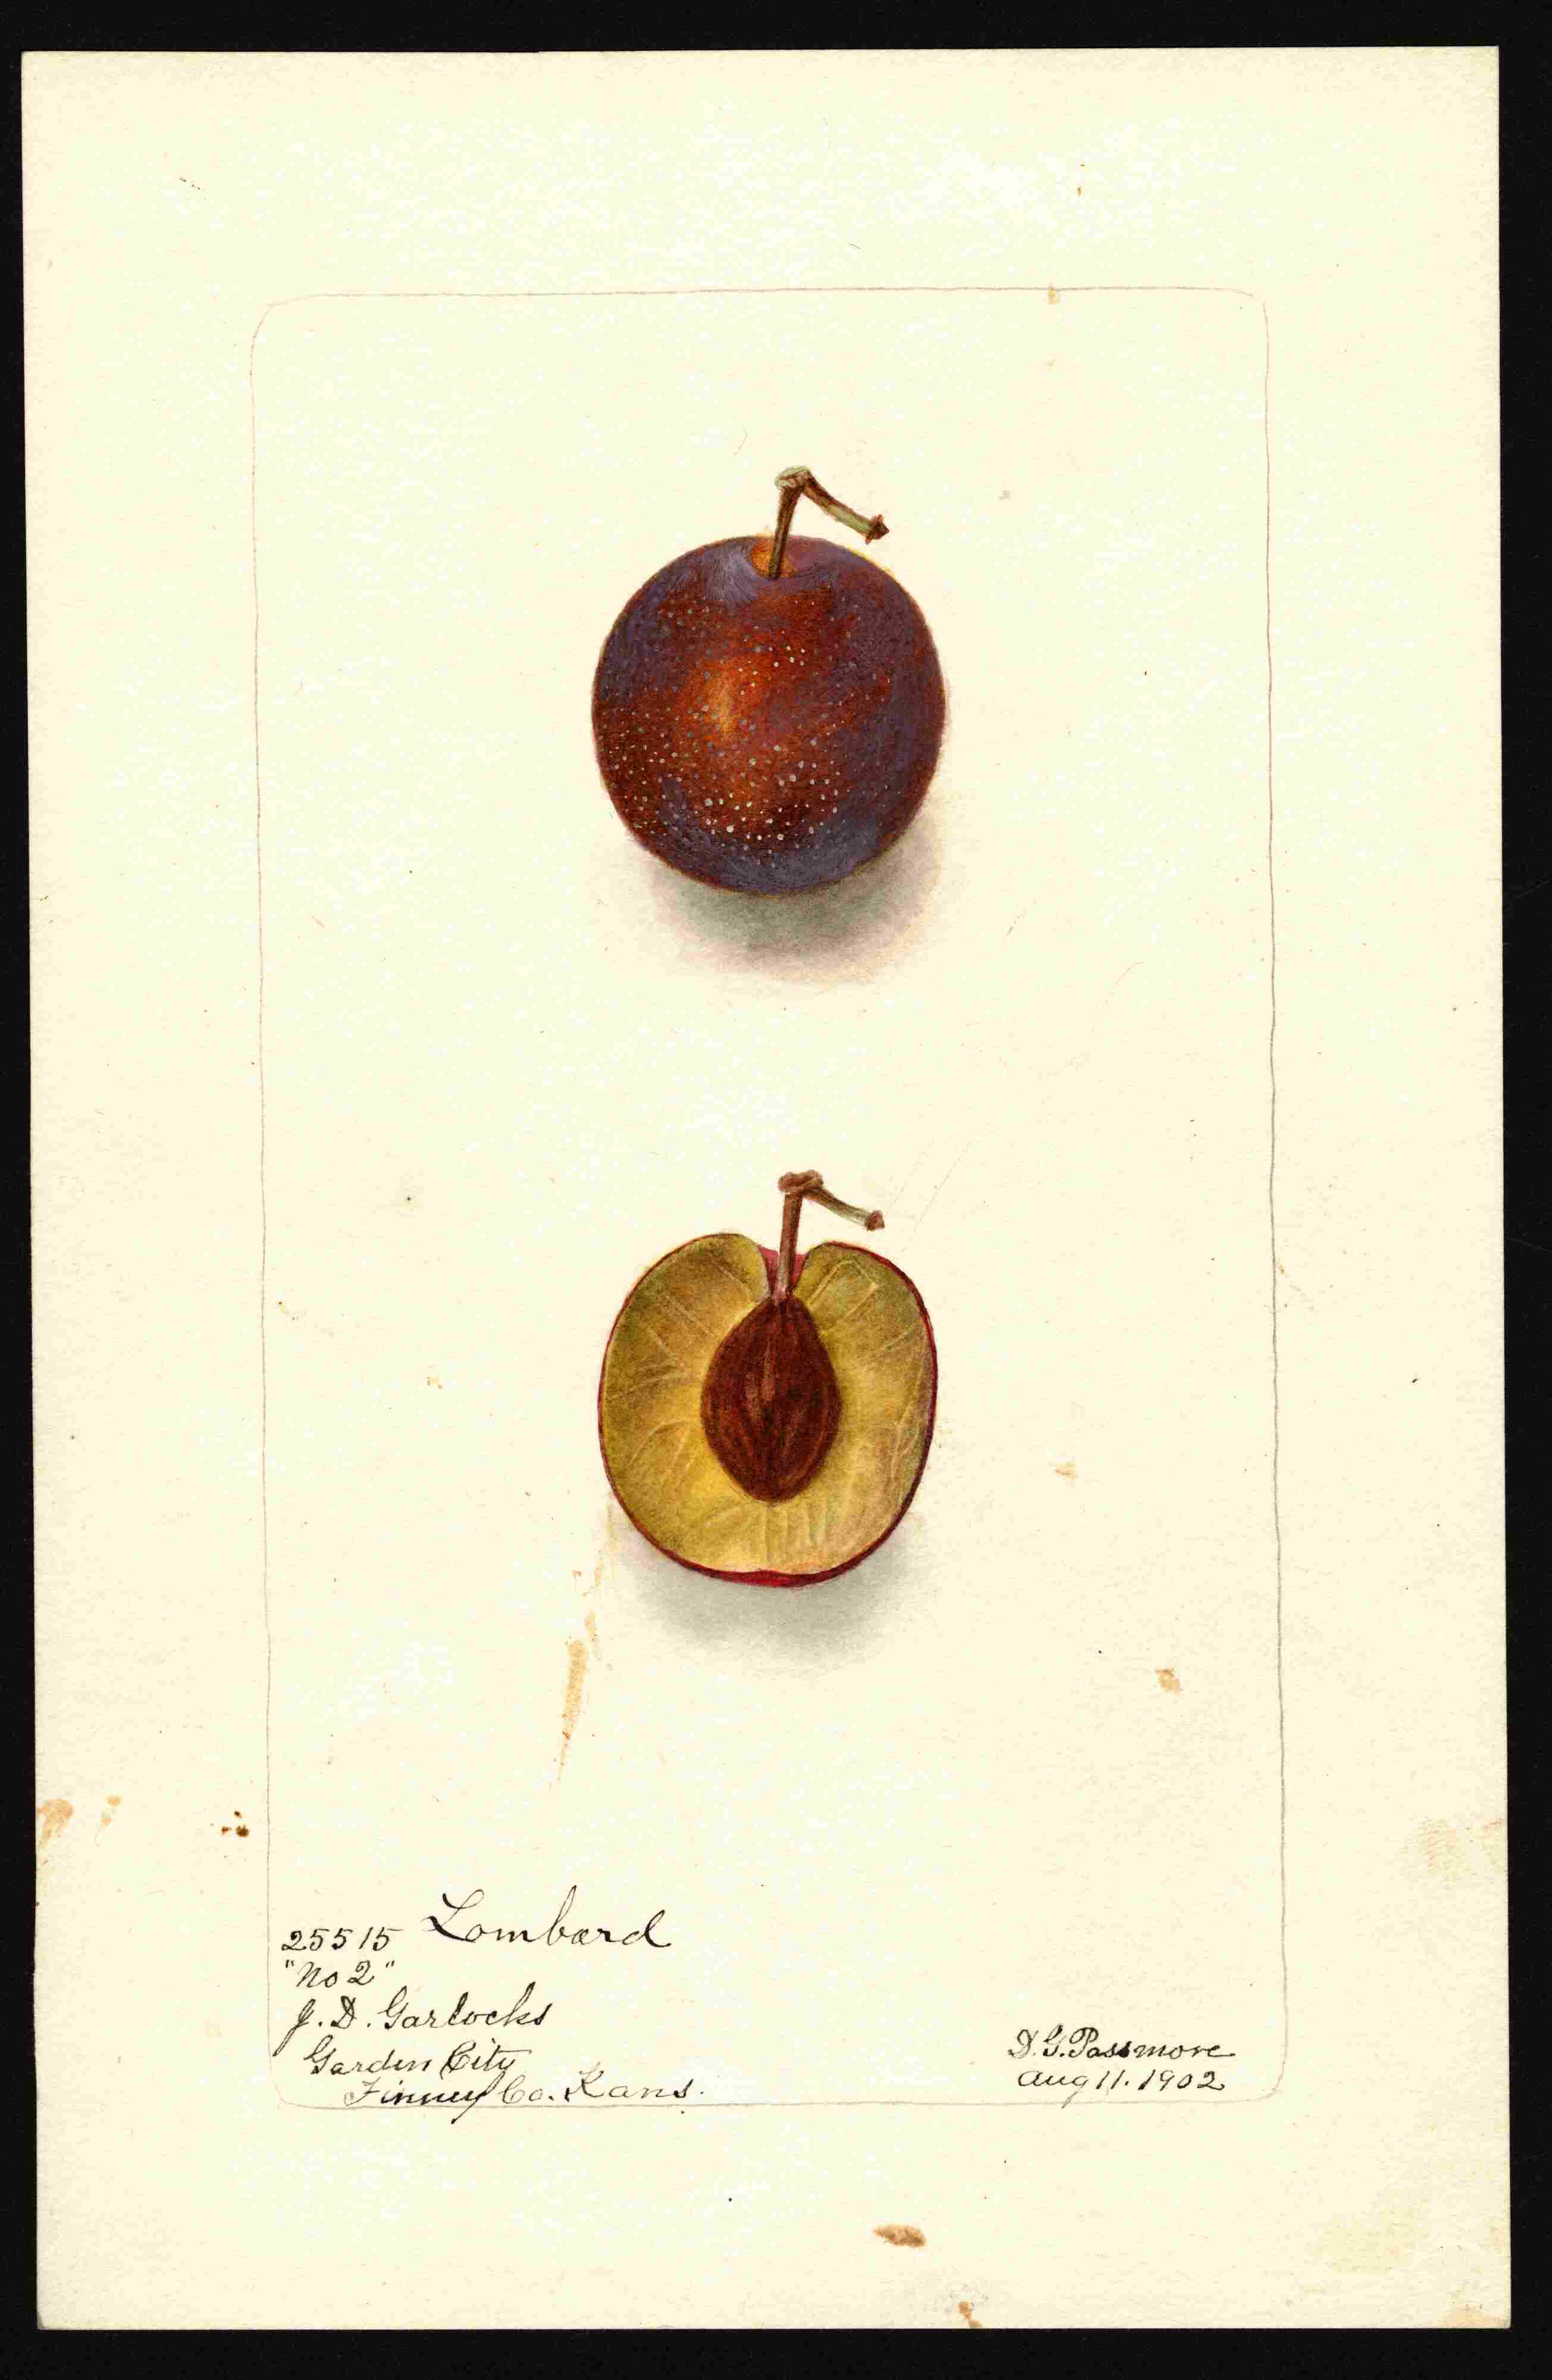 25515 Lombard
"No 2"
J. D. Garlocks
Garden City
Finney Co. Kans.
D. G. Passmore
Aug 11. 1902